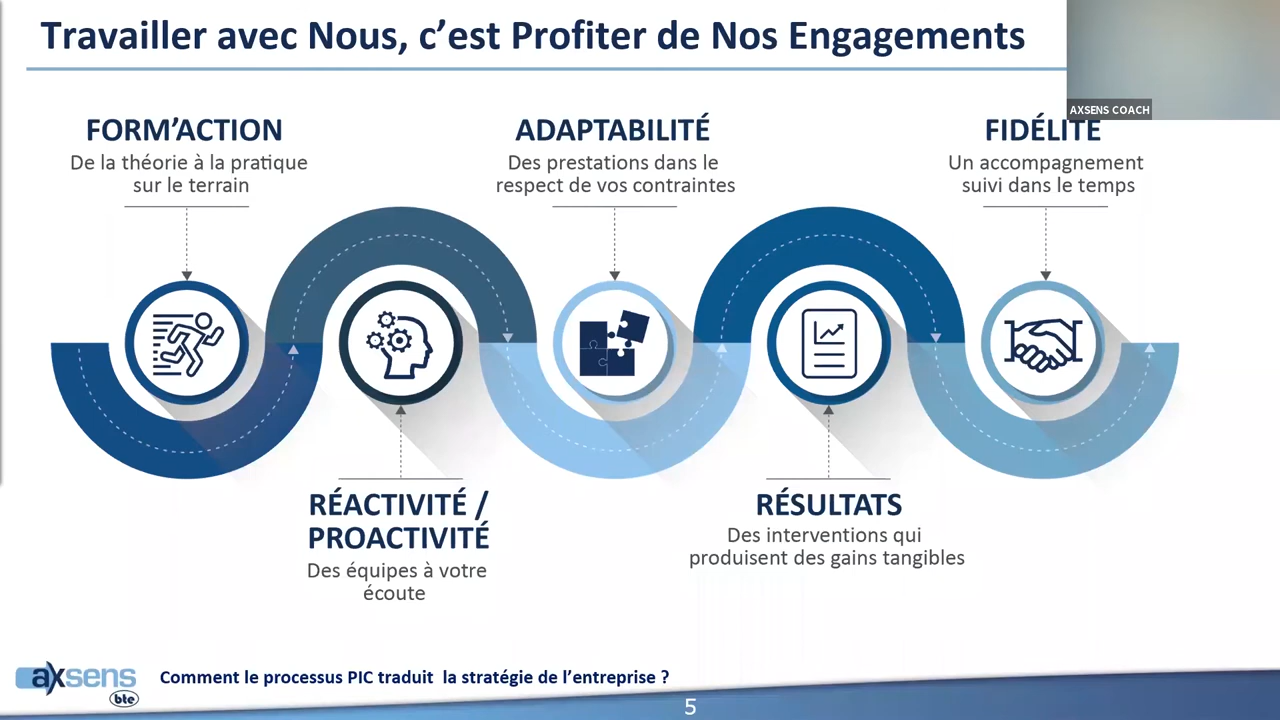 Travailler avec Nous, c’est Profiter de Nos Engagements
AXSENS COACH
FORM’ACTION
De la théorie à la pratique
sur le terrain
ADAPTABILITÉ
Des prestations dans le
respect de vos contraintes
FIDÉLITÉ
Un accompagnement
suivi dans le temps
RÉACTIVITÉ /
PROACTIVITÉ
Des équipes à votre
écoute
RÉSULTATS
Des interventions qui
produisent des gains tangibles
axsens
bte
Comment le processus PIC traduit la stratégie de l’entreprise ?
5